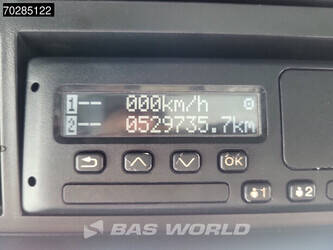 70285122
1 -- 000km/h
2 -- 0529735.7km
OK
1 2
BAS WORLD